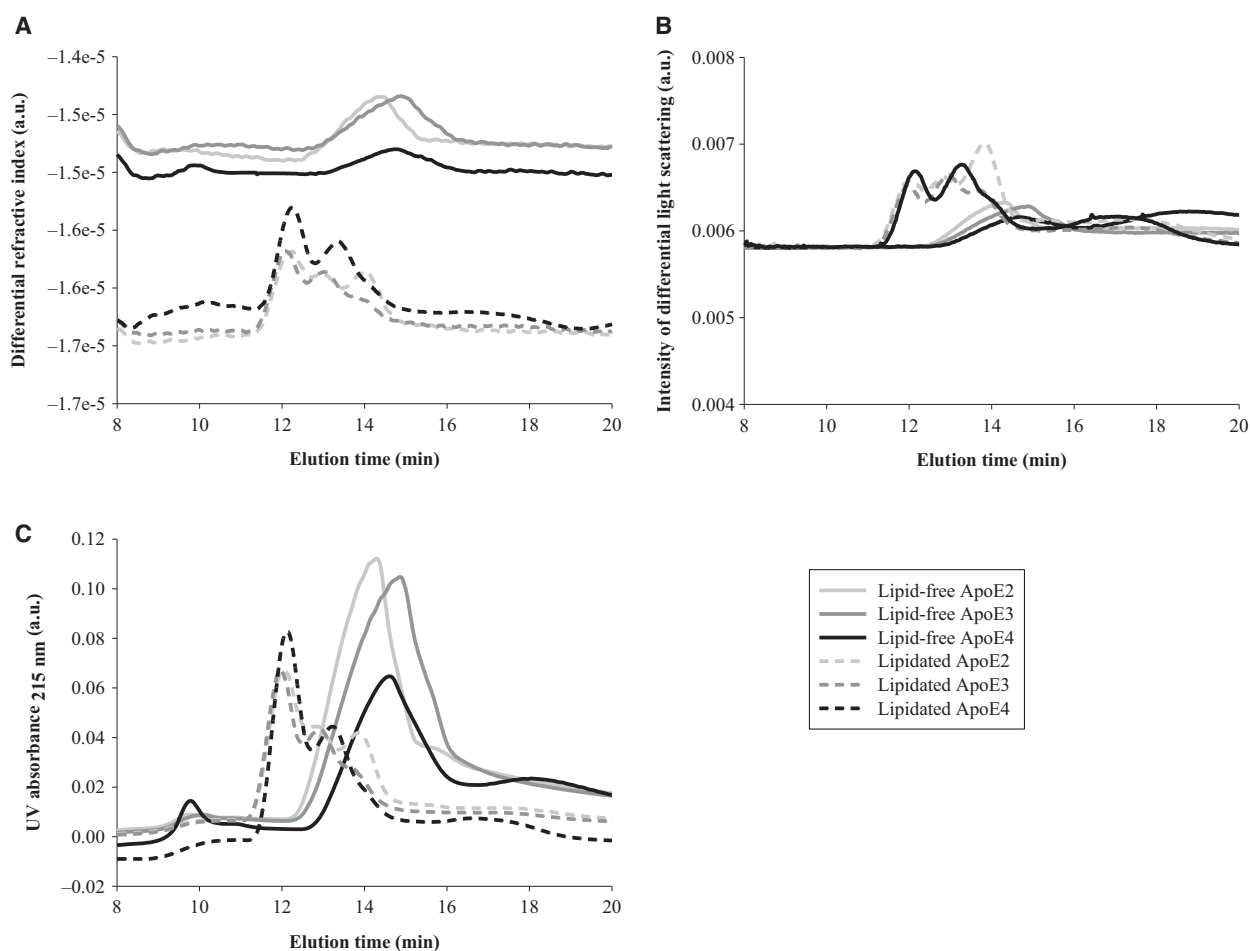 A
Differential refractive index (a.u.)
–1.4e-5
–1.5e-5
–1.5e-5
–1.6e-5
–1.6e-5
–1.7e-5
–1.7e-5
8 10 12 14 16 18 20
Elution time (min)
B
Intensity of differential light scattering (a.u.)
0.008
0.007
0.006
0.005
0.004
8 10 12 14 16 18 20
Elution time (min)
C
UV absorbance 215 nm (a.u.)
0.12
0.10
0.08
0.06
0.04
0.02
0.00
–0.02
8 10 12 14 16 18 20
Elution time (min)
Lipid-free ApoE2
Lipid-free ApoE3
Lipid-free ApoE4
Lipidated ApoE2
Lipidated ApoE3
Lipidated ApoE4